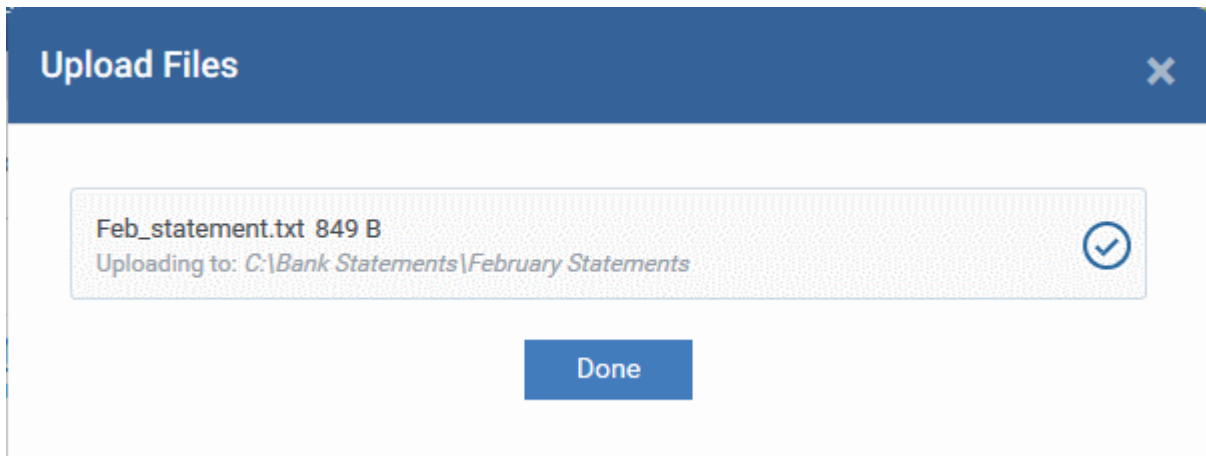 Upload Files
Feb_statement.txt 849 B
Uploading to: C:\Bank Statements\February Statements
Done